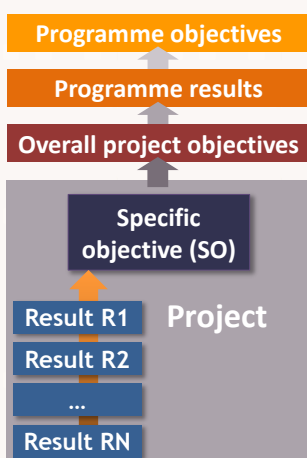 Programme objectives
Programme results
Overall project objectives
Specific
objective (SO)
Project
Result R1
Result R2
...
Result RN